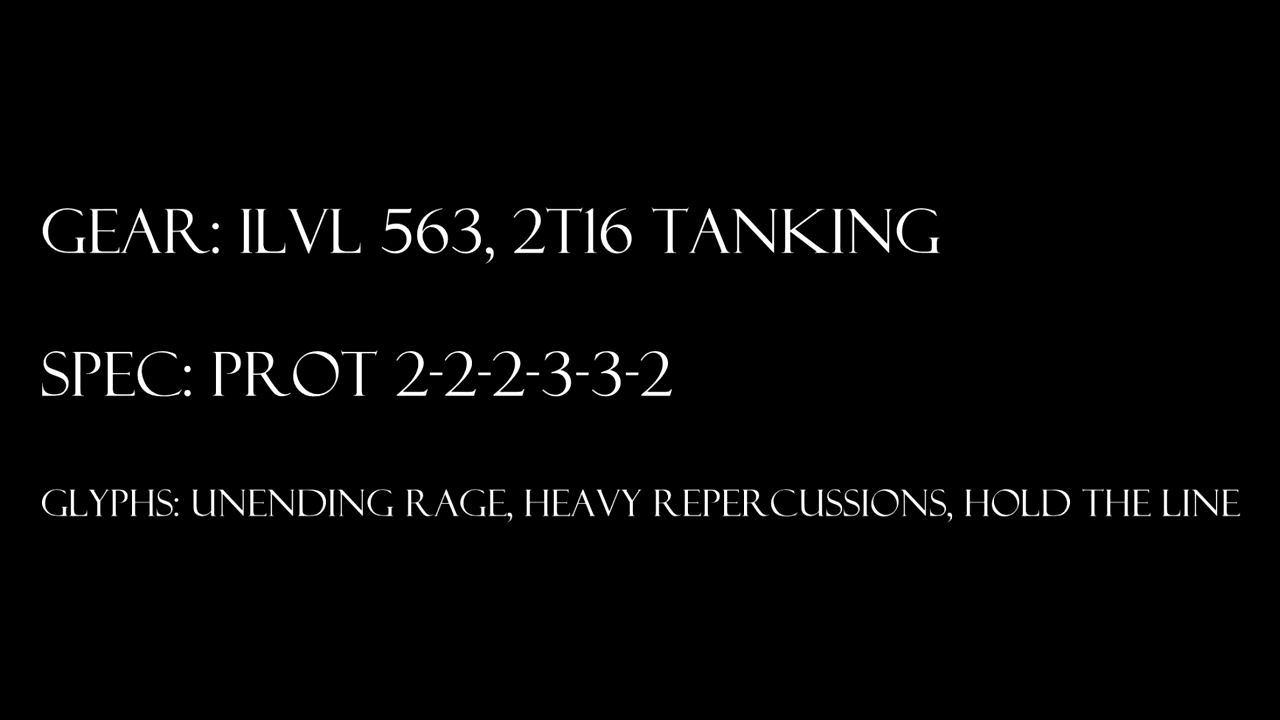 GEAR: ILVL 563, 2T16 TANKING
SPEC: PROT 2-2-2-3-3-2
GLYPHS: UNENDING RAGE, HEAVY REPERCUSSIONS, HOLD THE LINE